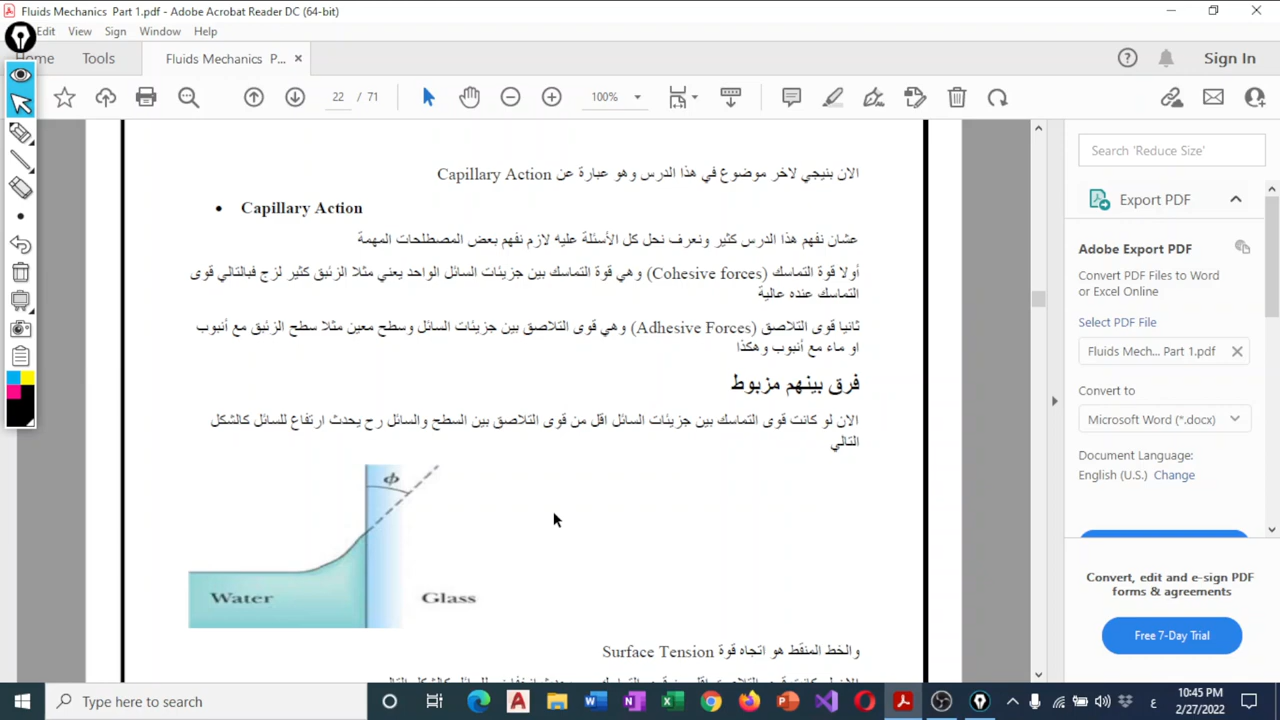 Fluids Mechanics Part 1.pdf - Adobe Acrobat Reader DC (64-bit)
Edit View Sign Window Help
Home Tools Fluids Mechanics P... Sign In
22 / 71 100%
الان بنيجي لاخر موضوع في هذا الدرس وهو عبارة عن Capillary Action
• Capillary Action
عشان نفهم هذا الدرس كثير ونعرف نحل كل الأسئلة عليه لازم نفهم بعض المصطلحات المهمة
أولا قوة التماسك (Cohesive forces) وهي قوة التماسك بين جزيئات السائل الواحد يعني مثلا الزئبق كثير لزج فبالتالي قوى
التماسك عنده عالية
ثانيا قوى التلاصق (Adhesive Forces) وهي قوى التلاصق بين جزيئات السائل وسطح معين مثلا سطح الزئبق مع أنبوب
او ماء مع أنبوب وهكذا
فرق بينهم مزبوط
الان لو كانت قوى التماسك بين جزيئات السائل اقل من قوى التلاصق بين السطح والسائل رح يحدث ارتفاع للسائل كالشكل
التالي
ϕ
Water Glass
والخط المنقط هو اتجاه قوة Surface Tension
Search 'Reduce Size'
Export PDF
Adobe Export PDF
Convert PDF Files to Word
or Excel Online
Select PDF File
Fluids Mech... Part 1.pdf
Convert to
Microsoft Word (*.docx)
Document Language:
English (U.S.) Change
Convert, edit and e-sign PDF
forms & agreements
Free 7-Day Trial
Type here to search
ع
10:45 PM
2/27/2022